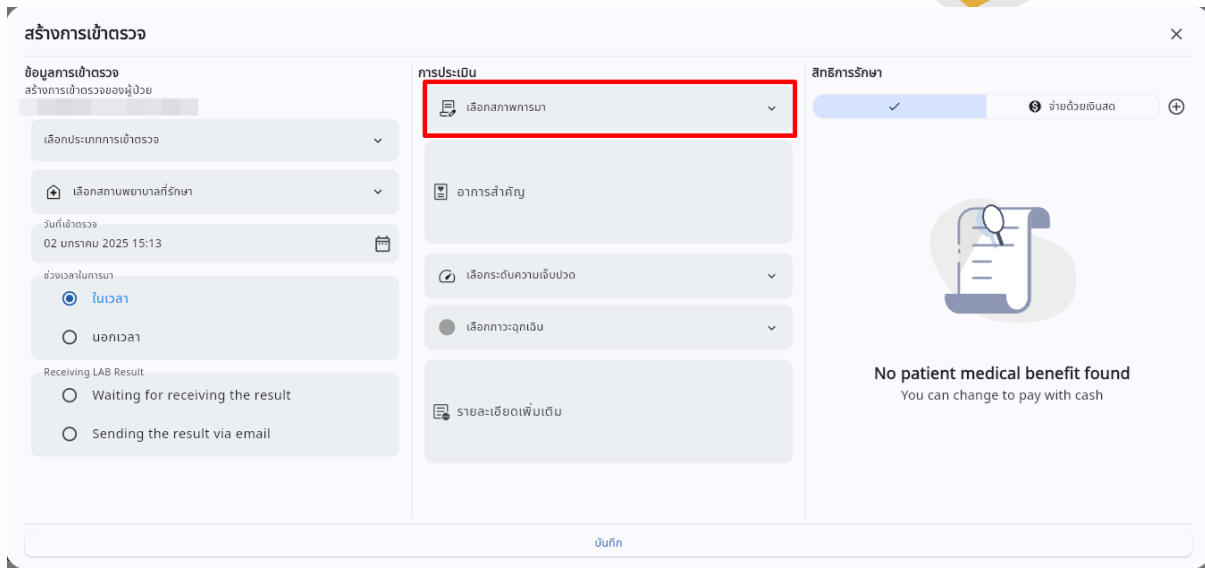 สร้างการเข้าตรวจ
ข้อมูลการเข้าตรวจ
สร้างการเข้าตรวจของผู้ป่วย
เลือกประเภทการเข้าตรวจ
เลือกสถานพยาบาลที่รักษา
วันที่เข้าตรวจ
02 มกราคม 2025 15:13
ช่วงเวลาในการมา
ในเวลา
นอกเวลา
Receiving LAB Result
Waiting for receiving the result
Sending the result via email
การประเมิน
เลือกสภาพการมา
อาการสำคัญ
เลือกระดับความเจ็บปวด
เลือกภาวะฉุกเฉิน
รายละเอียดเพิ่มเติม
สิทธิการรักษา
จ่ายด้วยเงินสด
No patient medical benefit found
You can change to pay with cash
บันทึก